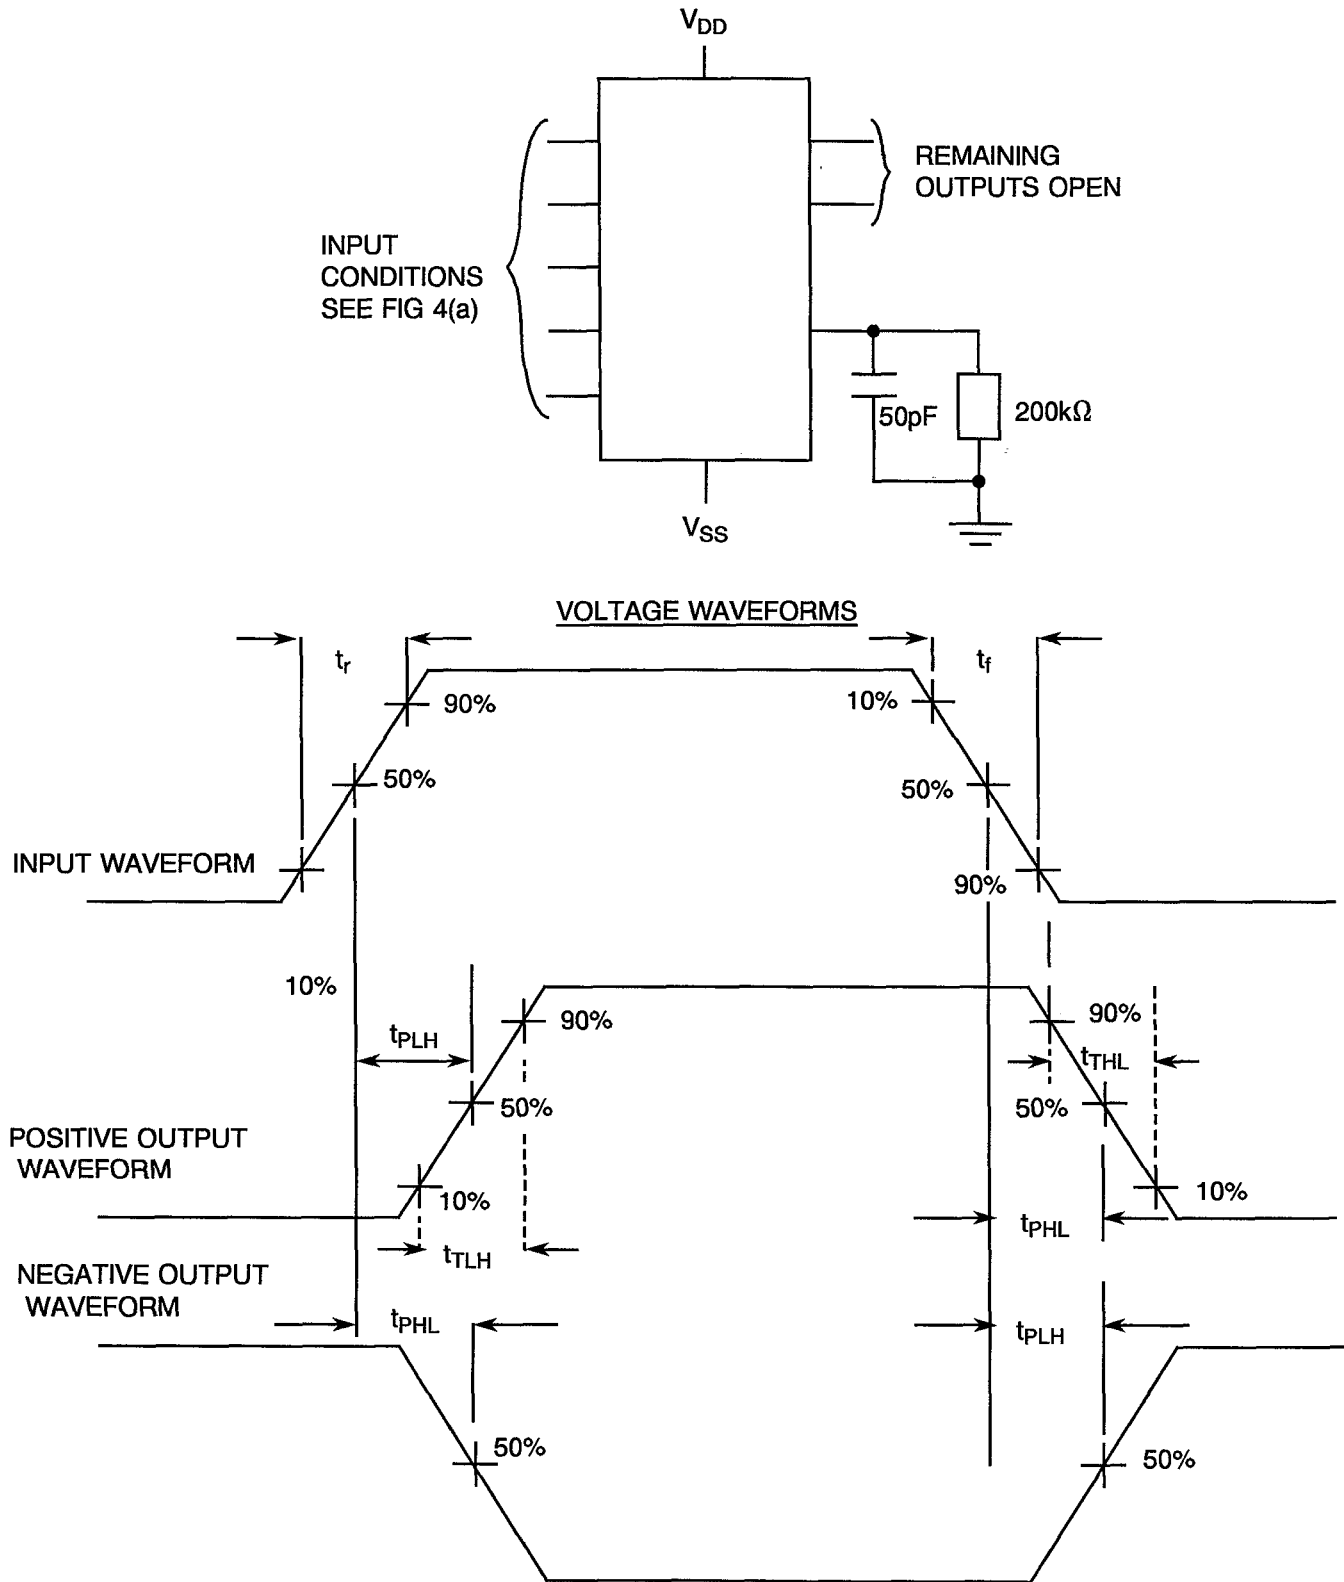 VDD
REMAINING
OUTPUTS OPEN
INPUT
CONDITIONS
SEE FIG 4(a)
50pF
200kΩ
VSS
VOLTAGE WAVEFORMS
tr
tf
90%
10%
50%
50%
INPUT WAVEFORM
90%
10%
90%
90%
tPLH
tTHL
50%
50%
POSITIVE OUTPUT
WAVEFORM
10%
10%
tPHL
tTLH
NEGATIVE OUTPUT
WAVEFORM
tPHL
tPLH
50%
50%